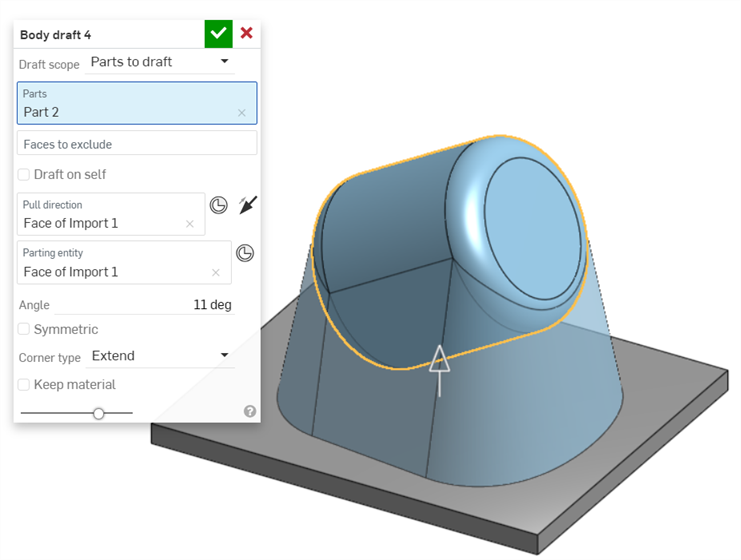 Body draft 4
Draft scope Parts to draft
Parts
Part 2
Faces to exclude
Draft on self
Pull direction
Face of Import 1
Parting entity
Face of Import 1
Angle 11 deg
Symmetric
Corner type Extend
Keep material
?